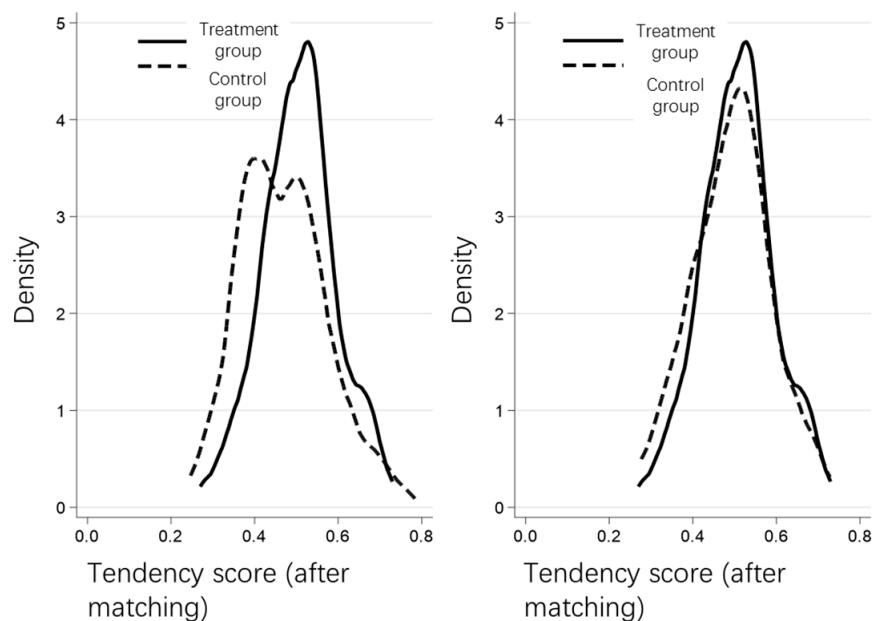 Treatment
group
Control
group
Density
5
4
3
2
1
0
0.0 0.2 0.4 0.6 0.8
Tendency score (after
matching)
Treatment
group
Control
group
Density
5
4
3
2
1
0
0.0 0.2 0.4 0.6 0.8
Tendency score (after
matching)